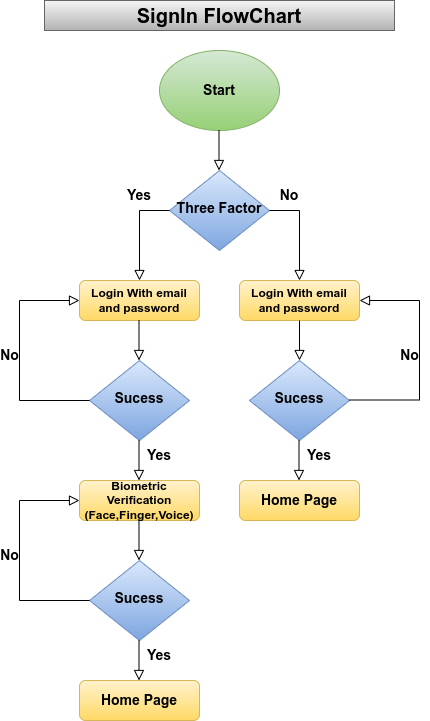 SignIn FlowChart
Start
Three Factor
Yes
No
Login With email
and password
Login With email
and password
No
Sucess
Sucess
No
Yes
Yes
Biometric
Verification
(Face,Finger,Voice)
Home Page
No
Sucess
Yes
Home Page